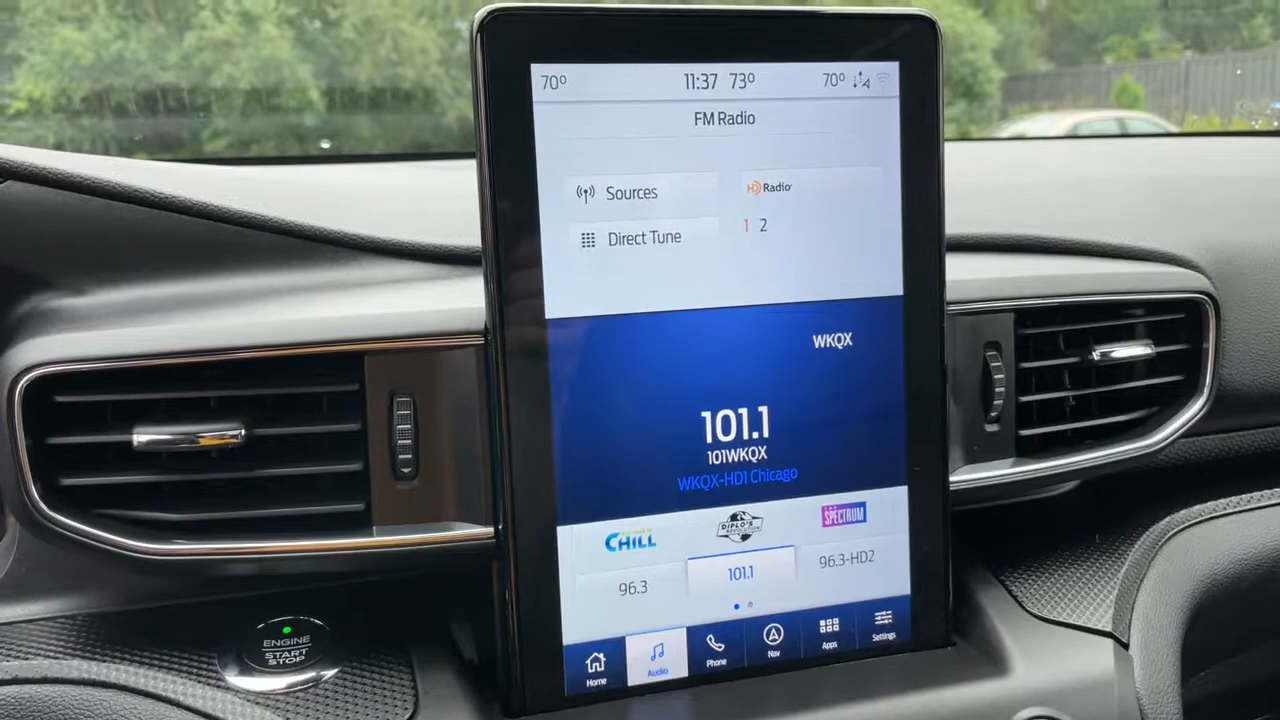 70° 11:37 73° 70°
FM Radio
Sources
HD Radio
Direct Tune
1 2
WKQX
101.1
101WKQX
WKQX-HD1 Chicago
CHILL
DIPLO'S
REVOLUTION
SPECTRUM
96.3
101.1
96.3-HD2
Home
Audio
Phone
Nav
Apps
Settings
ENGINE
START
STOP